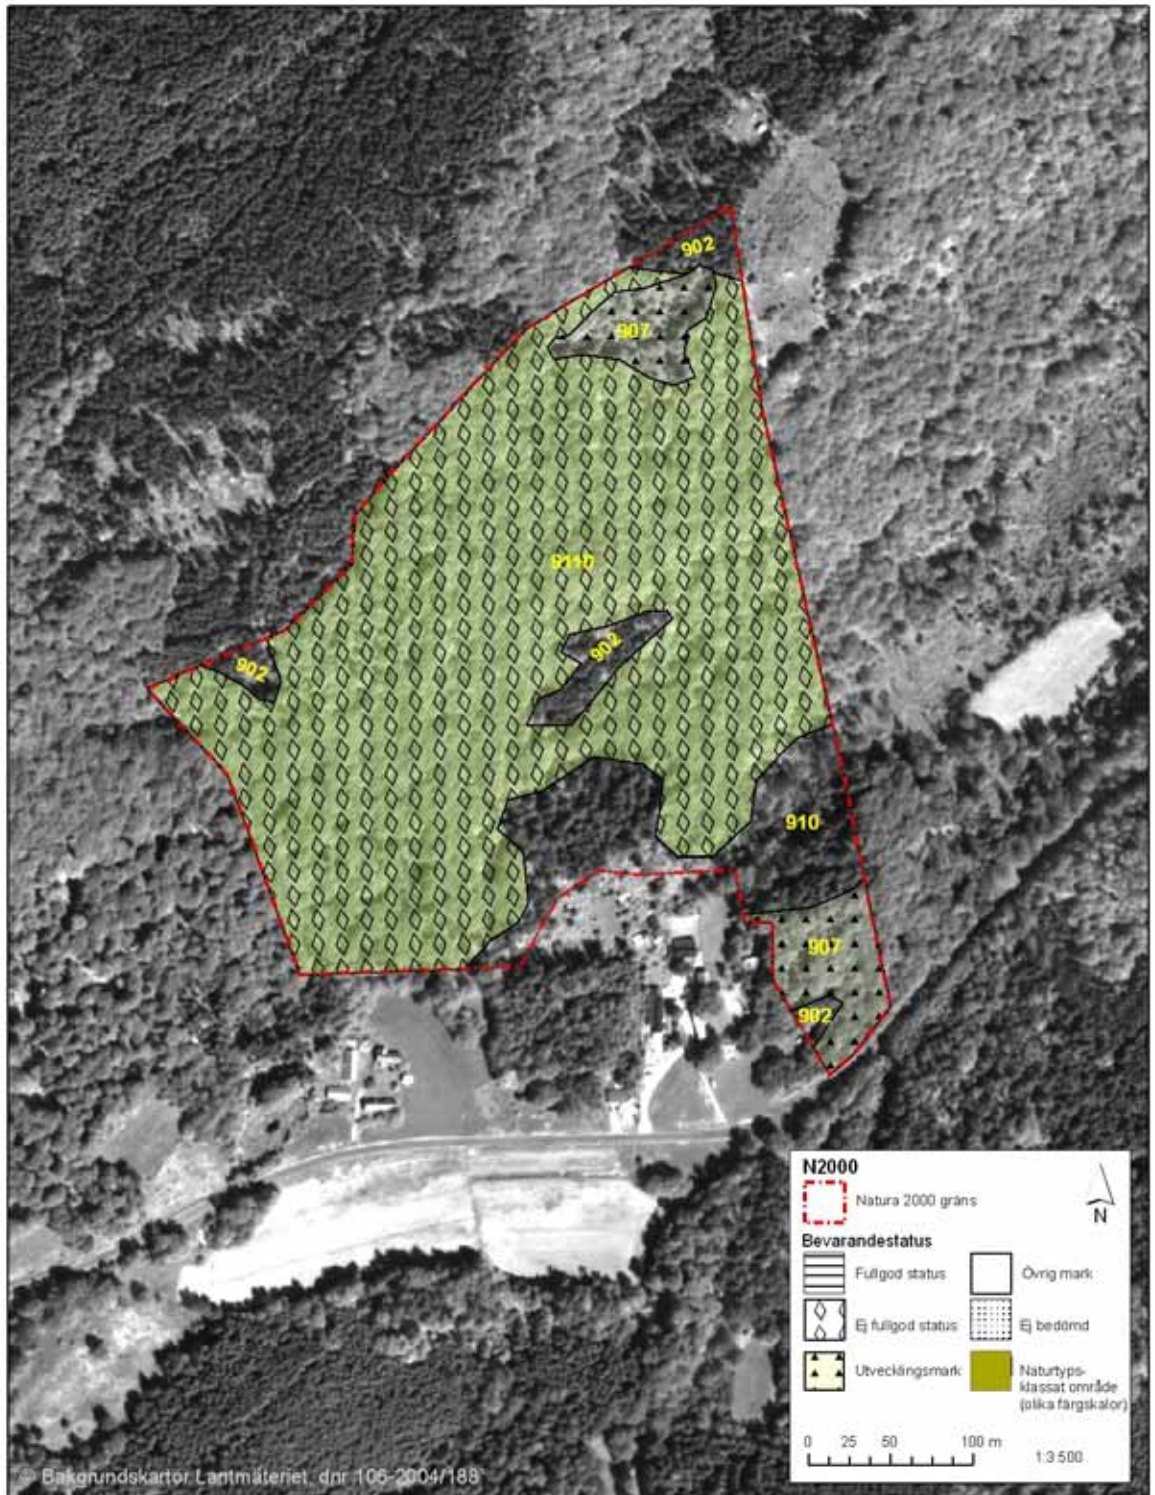 902
907
9110
902
902
910
907
902
N2000
Natura 2000 gräns
N
Bevarandestatus
Fullgod status
Övrig mark
Ej fullgod status
Ej bedömd
Utvecklingsmark
Naturtyps-
klassat område
(olika färgskalor)
0 25 50 100 m
1:3 500
© Bakgrundskartor Lantmäteriet, dnr 106-2004/188